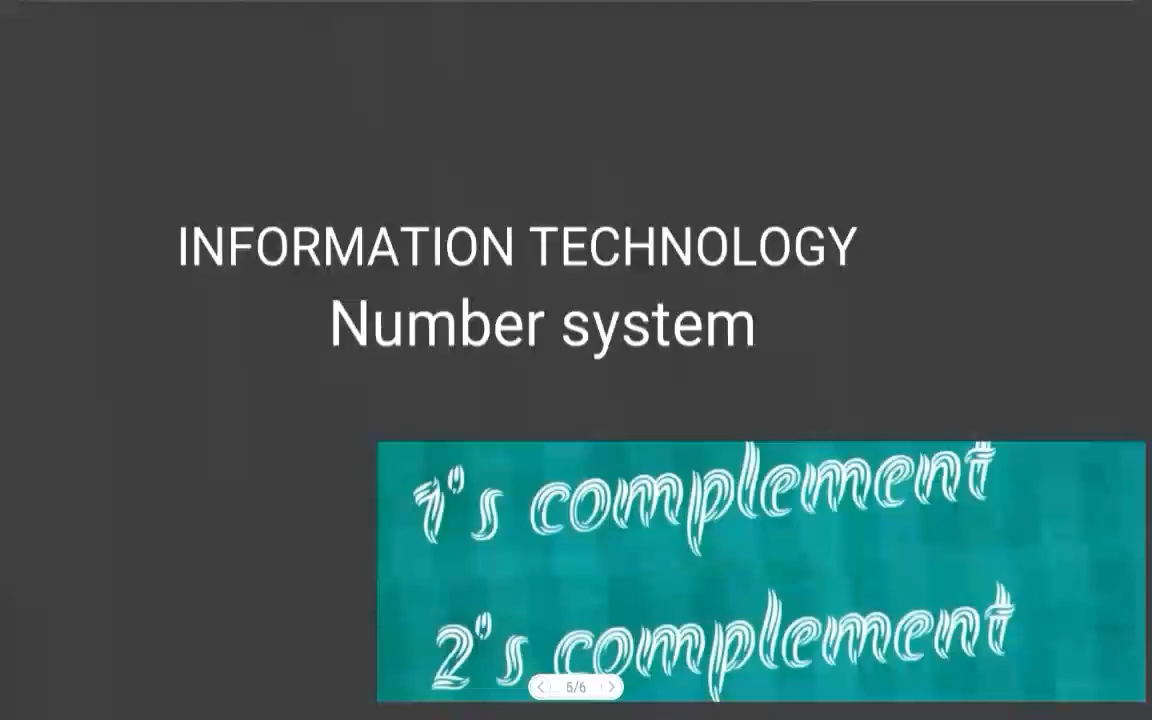 INFORMATION TECHNOLOGY
Number system
1's complement
2's complement
5/6